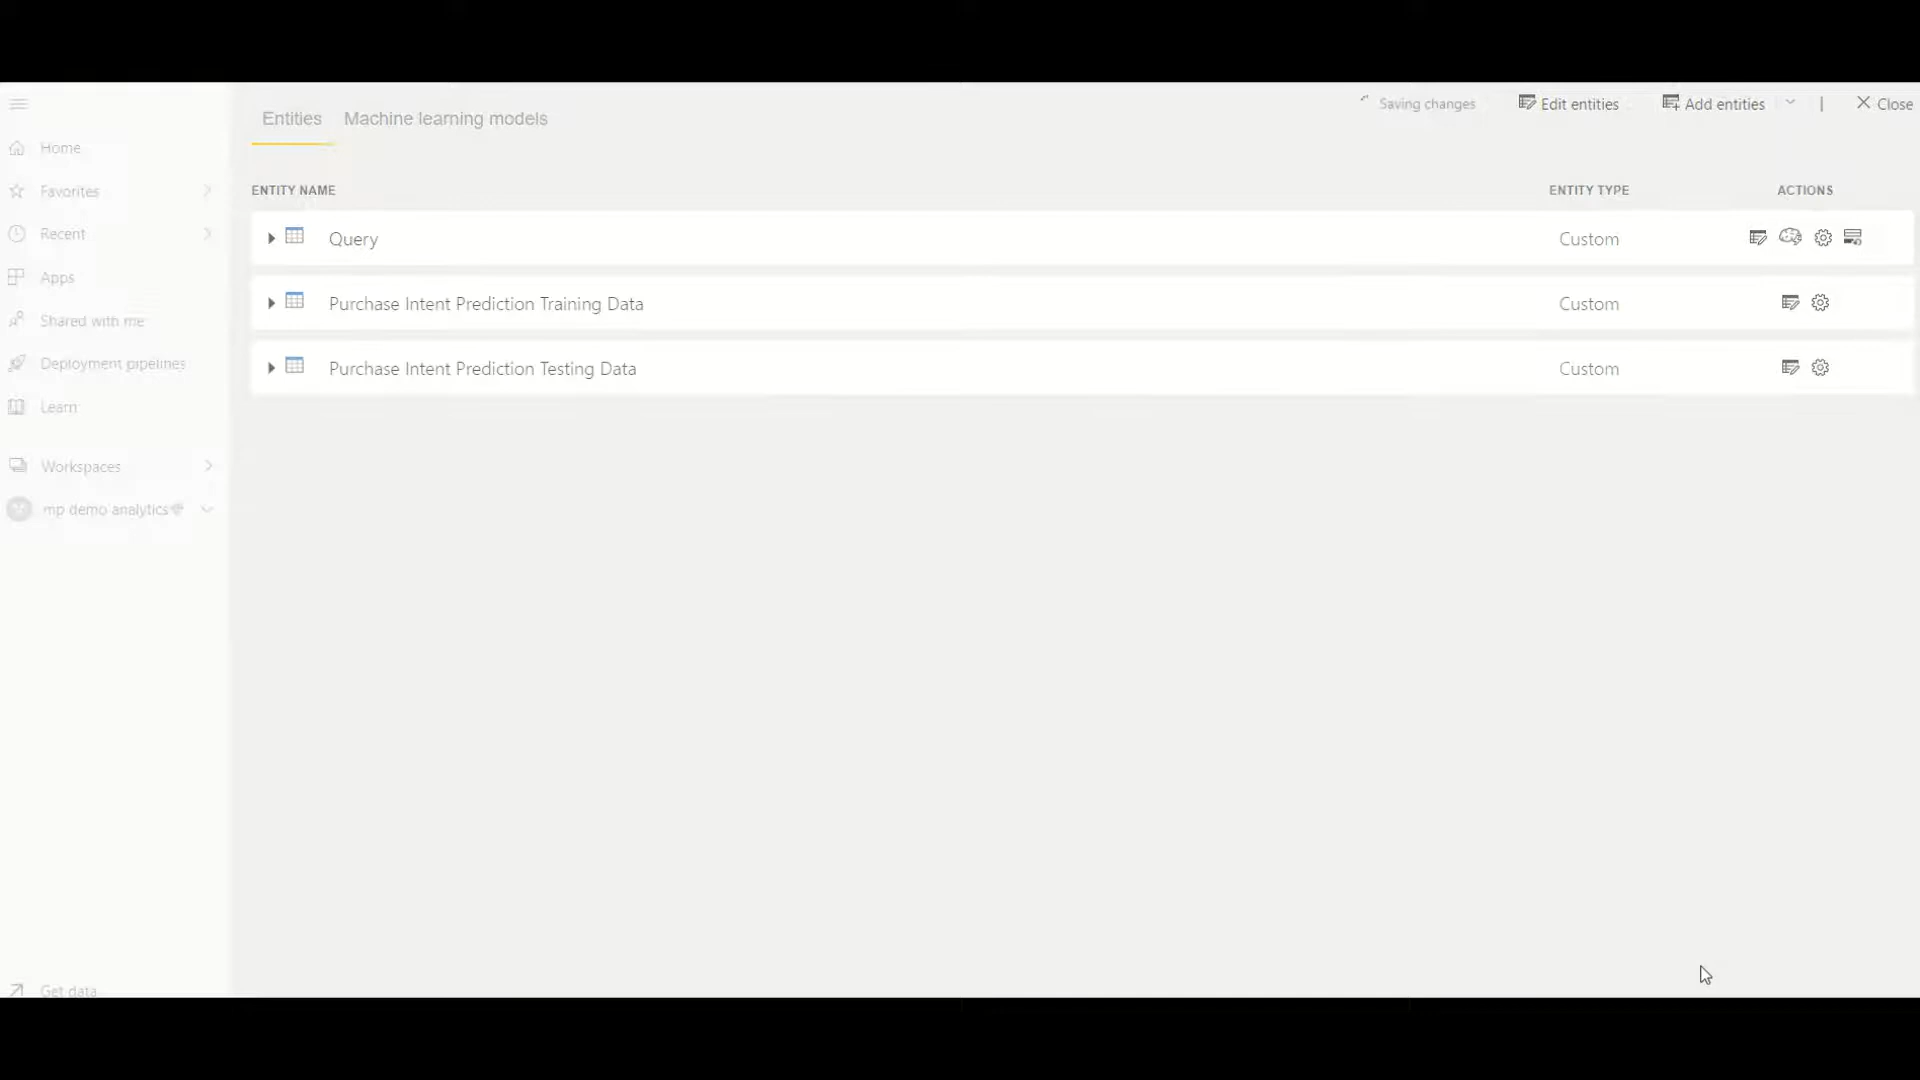 Entities Machine learning models
Saving changes Edit entities Add entities | Close
Home
Favorites
Recent
Apps
Shared with me
Deployment pipelines
Learn
Workspaces
mp demo analytics
Get data
ENTITY NAME ENTITY TYPE ACTIONS
Query Custom
Purchase Intent Prediction Training Data Custom
Purchase Intent Prediction Testing Data Custom